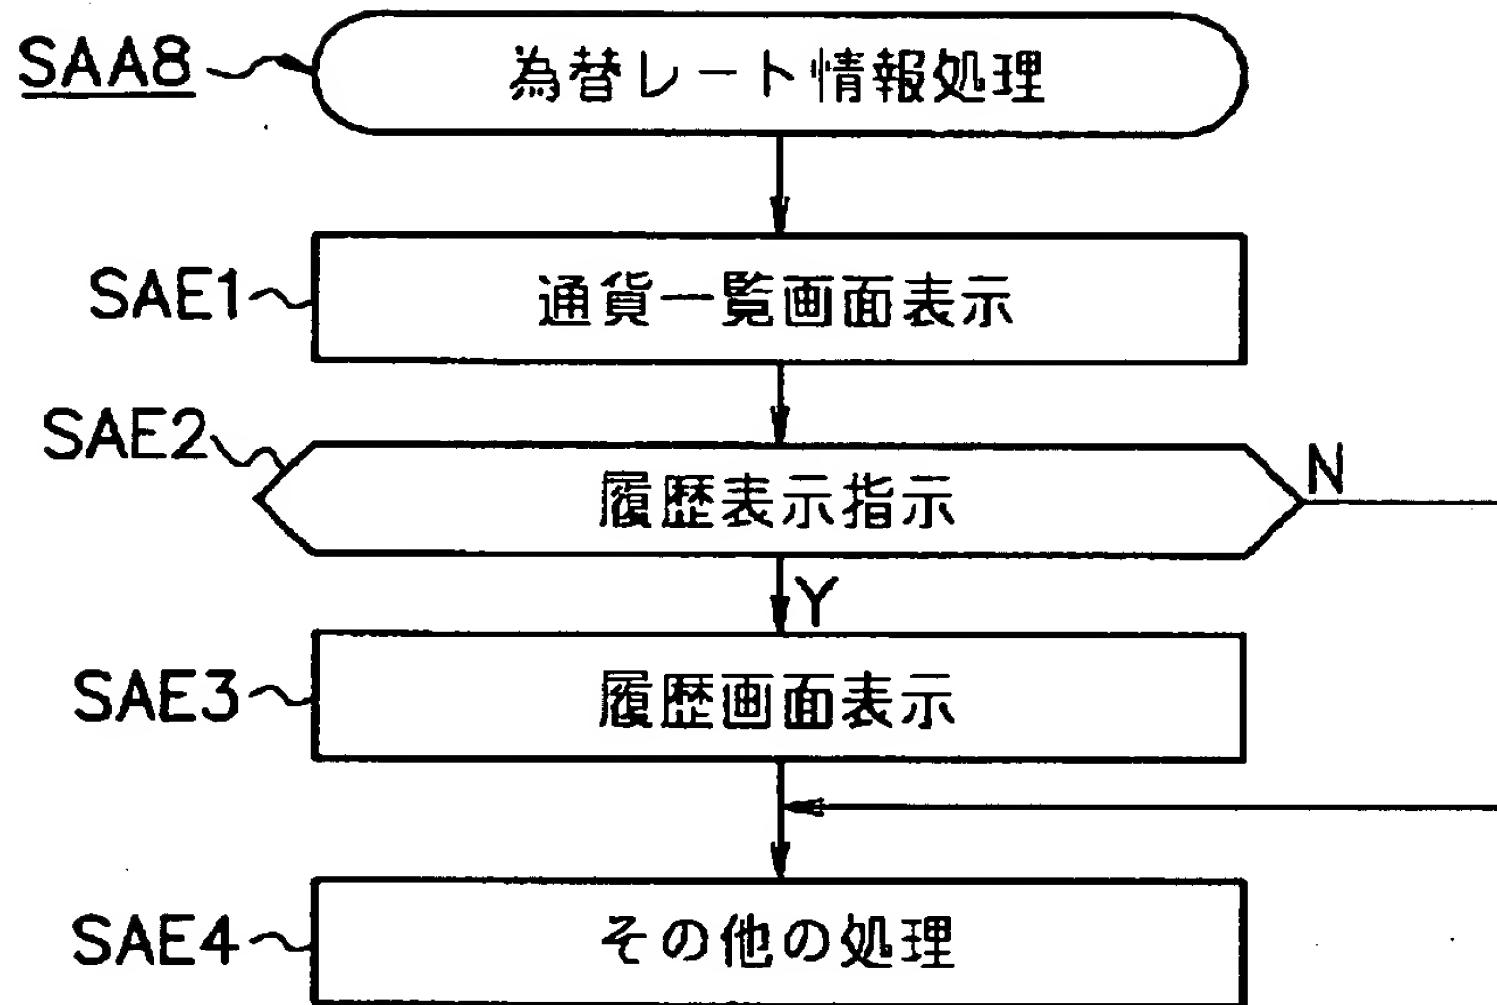 SAA8 為替レート情報処理
SAE1 通貨一覧画面表示
SAE2 履歴表示指示 N
Y
SAE3 履歴画面表示
SAE4 その他の処理